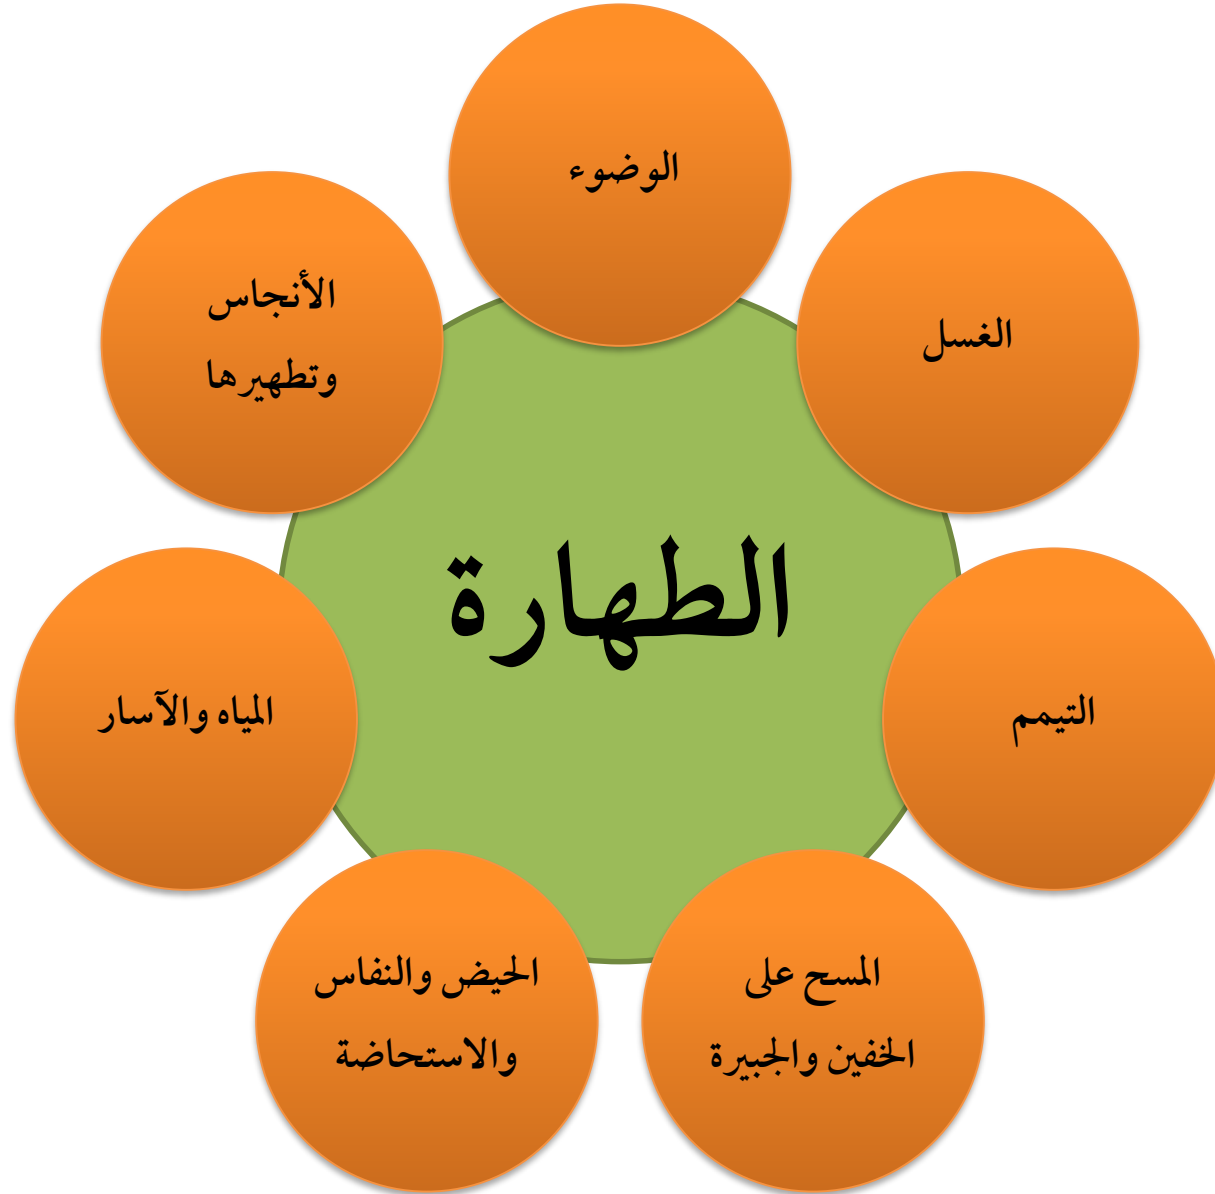 الوضوء
الغسل
التيمم
المسح على
الخفين والجبيرة
الحيض والنفاس
والاستحاضة
المياه والآسار
الأنجاس
وتطهيرها
الطهارة